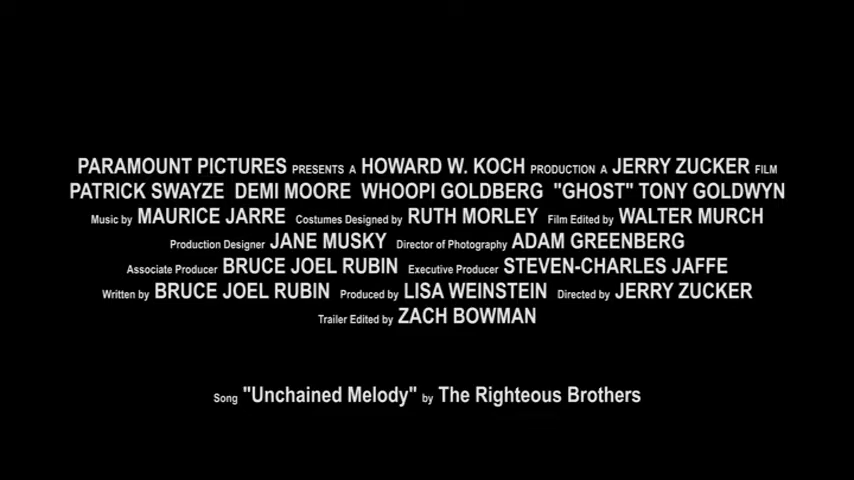 PARAMOUNT PICTURES PRESENTS A HOWARD W. KOCH PRODUCTION A JERRY ZUCKER FILM
PATRICK SWAYZE DEMI MOORE WHOOPI GOLDBERG "GHOST" TONY GOLDWYN
Music by MAURICE JARRE Costumes Designed by RUTH MORLEY Film Edited by WALTER MURCH
Production Designer JANE MUSKY Director of Photography ADAM GREENBERG
Associate Producer BRUCE JOEL RUBIN Executive Producer STEVEN-CHARLES JAFFE
Written by BRUCE JOEL RUBIN Produced by LISA WEINSTEIN Directed by JERRY ZUCKER
Trailer Edited by ZACH BOWMAN
Song "Unchained Melody" by The Righteous Brothers